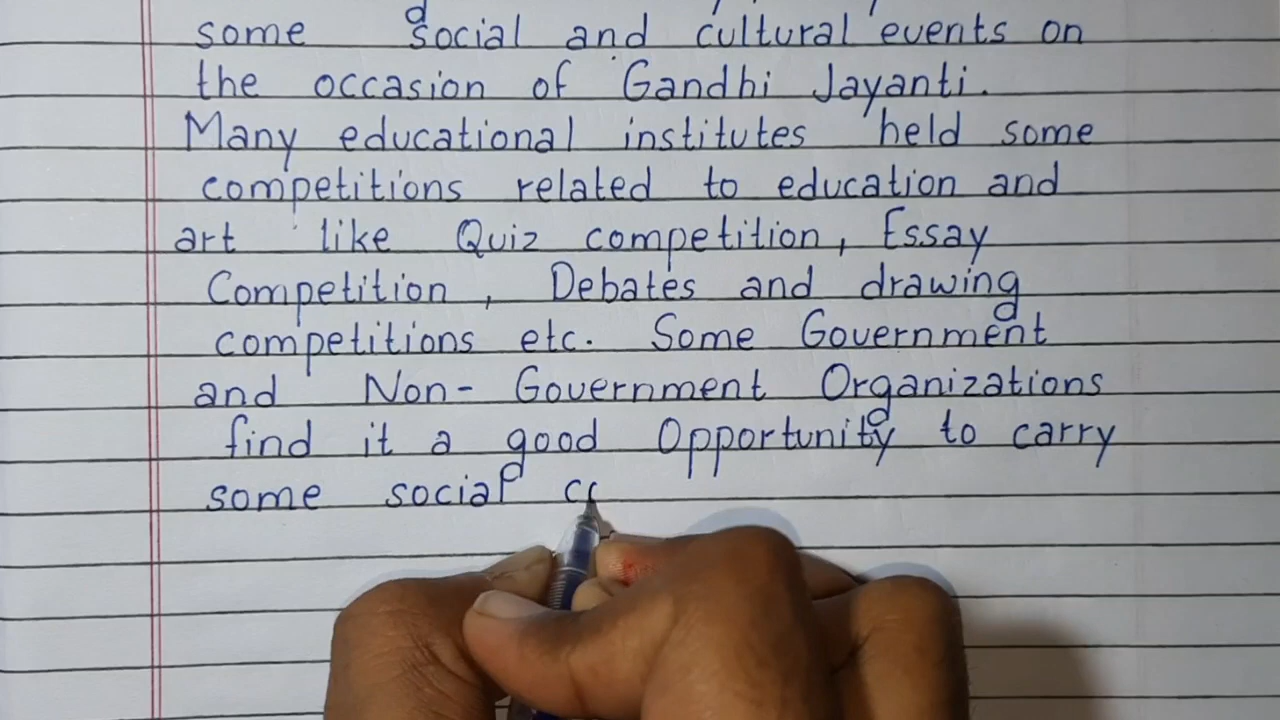 some social and cultural events on
the occasion of Gandhi Jayanti.
Many educational institutes held some
competitions related to education and
art like Quiz competition, Essay
Competition, Debates and drawing
competitions etc. Some Government
and Non-Government Organizations
find it a good Opportunity to carry
some social